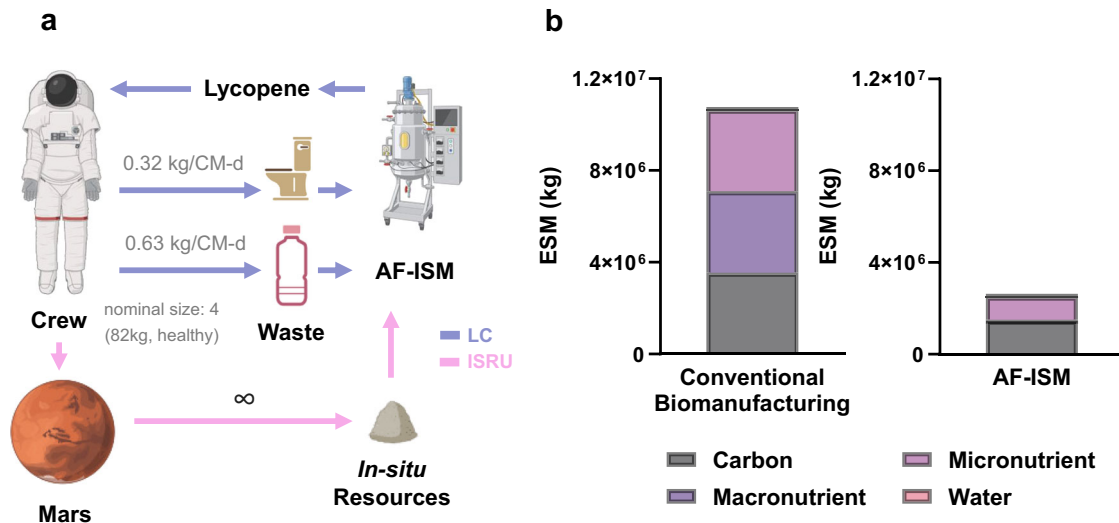 a
Lycopene
0.32 kg/CM-d
0.63 kg/CM-d
AF-ISM
Crew
nominal size: 4
(82kg, healthy)
Waste
LC
ISRU
∞
In-situ
Resources
Mars
b
ESM (kg)
1.2×10⁷
8×10⁶
4×10⁶
0
Conventional
Biomanufacturing
ESM (kg)
1.2×10⁷
8×10⁶
4×10⁶
0
AF-ISM
Carbon
Micronutrient
Macronutrient
Water